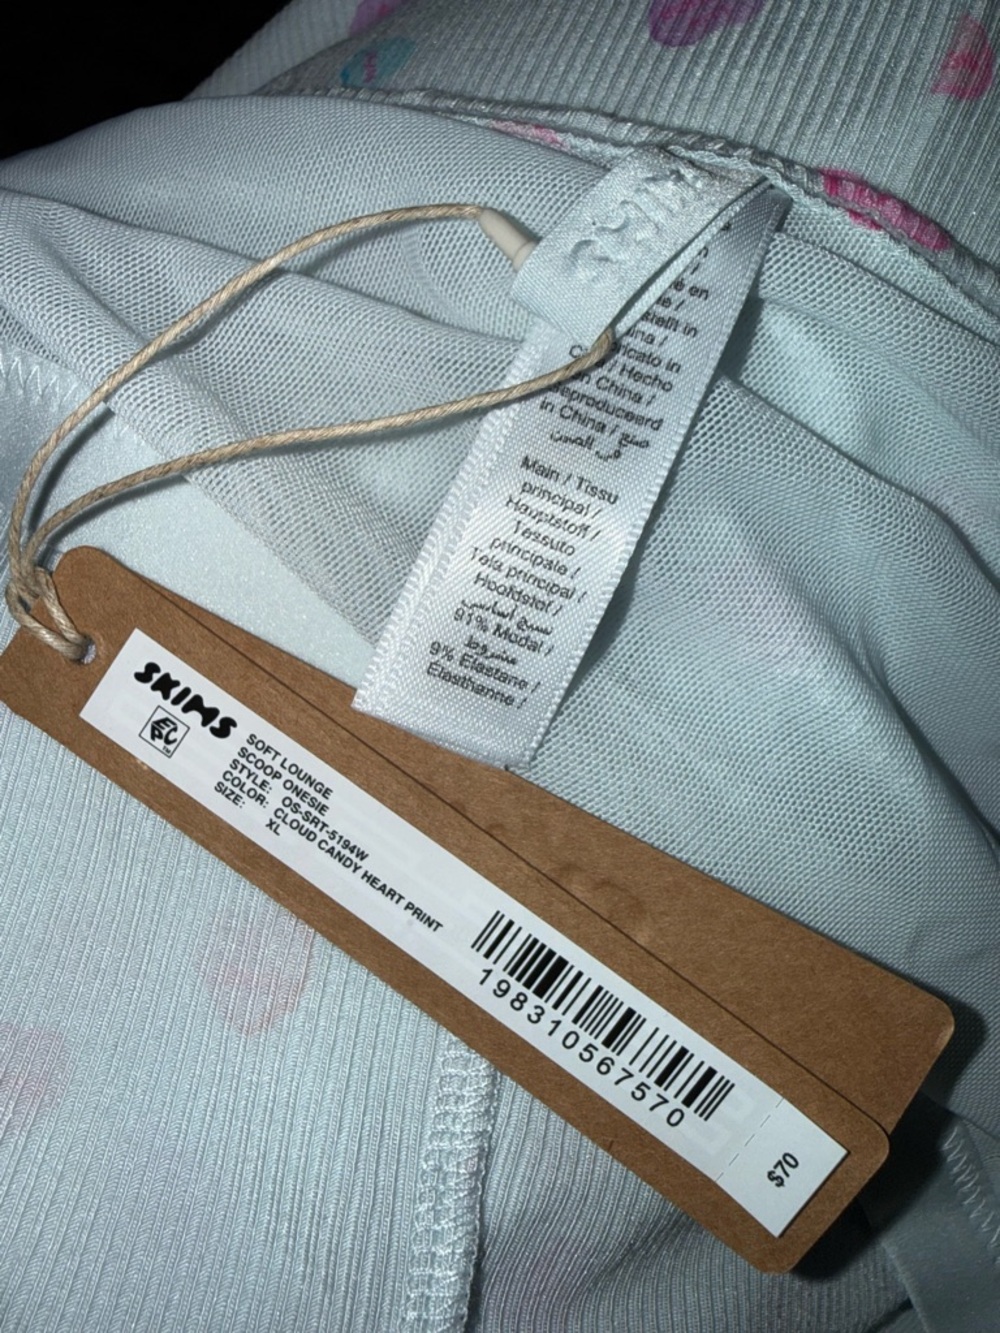 en
Made in
China / Hecho
in China /
Geproduceerd
in China / صنع
في الصين
Main / Tissu
principal /
Hauptstoff /
Tessuto
principale /
Tela principal /
Hoofdstof /
نسيج أساسي
91% Modal /
مودال
9% Elastane /
Elasthanne /
SKIMS
EPC
SOFT LOUNGE
SCOOP ONESIE
STYLE: OS-SRT-5194W
COLOR: CLOUD CANDY HEART PRINT
SIZE: XL
198310567570
$70